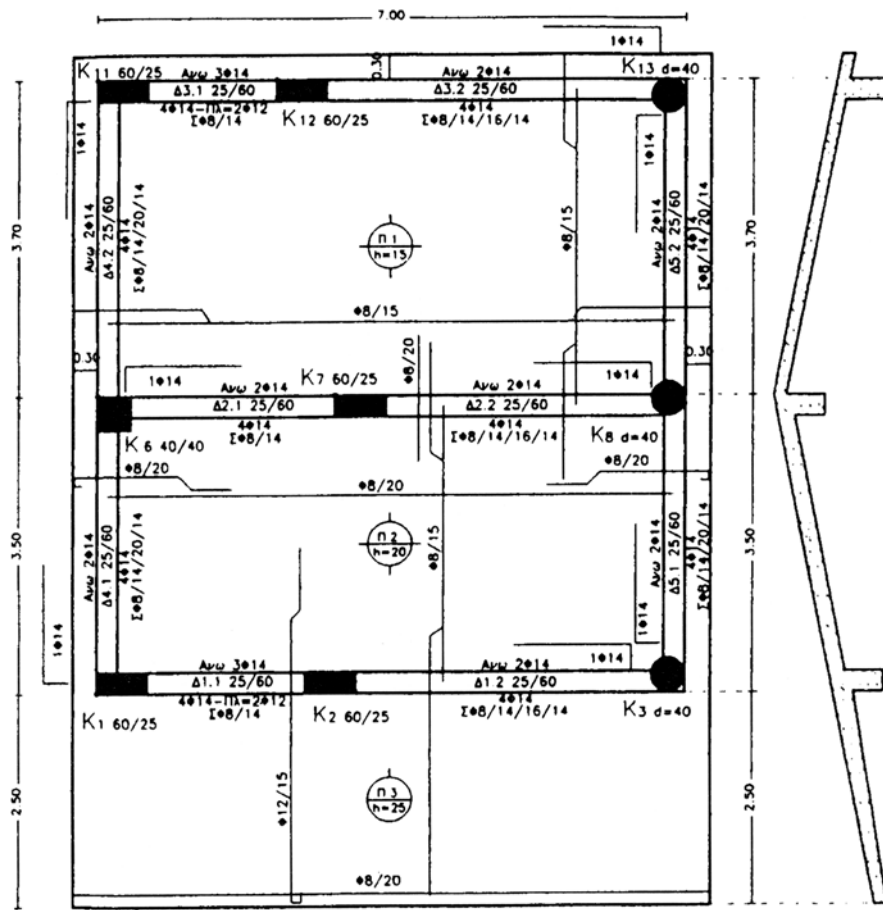 7.00
1Φ14
K11 60/25
Ανω 3Φ14
0.30
Ανω 2Φ14
K13 d=40
Δ3.1 25/60
Δ3.2 25/60
4Φ14-Πλ=2Φ12
ΣΦ8/14
K12 60/25
4Φ14
ΣΦ8/14/16/14
1Φ14
1Φ14
3.70
Ανω 2Φ14
Δ4.2 25/60
4Φ14
ΣΦ8/14/20/14
Π1
h=15
Φ8/15
Ανω 2Φ14
Δ5.2 25/60
4Φ14
ΣΦ8/14/20/14
3.70
Φ8/15
0.30
Φ8/20
0.30
1Φ14
K7 60/25
1Φ14
Ανω 2Φ14
Ανω 2Φ14
Δ2.1 25/60
Δ2.2 25/60
4Φ14
ΣΦ8/14
4Φ14
ΣΦ8/14/16/14
K6 40/40
K8 d=40
Φ8/20
Φ8/20
Φ8/20
3.50
Ανω 2Φ14
Δ4.1 25/60
4Φ14
ΣΦ8/14/20/14
Π2
h=20
Φ8/15
Ανω 2Φ14
Δ5.1 25/60
4Φ14
ΣΦ8/14/20/14
3.50
1Φ14
1Φ14
1Φ14
Ανω 3Φ14
Ανω 2Φ14
Δ1.1 25/60
Δ1.2 25/60
4Φ14-Πλ=2Φ12
ΣΦ8/14
4Φ14
ΣΦ8/14/16/14
K1 60/25
K2 60/25
K3 d=40
2.50
Φ12/15
Π3
h=25
2.50
Φ8/20